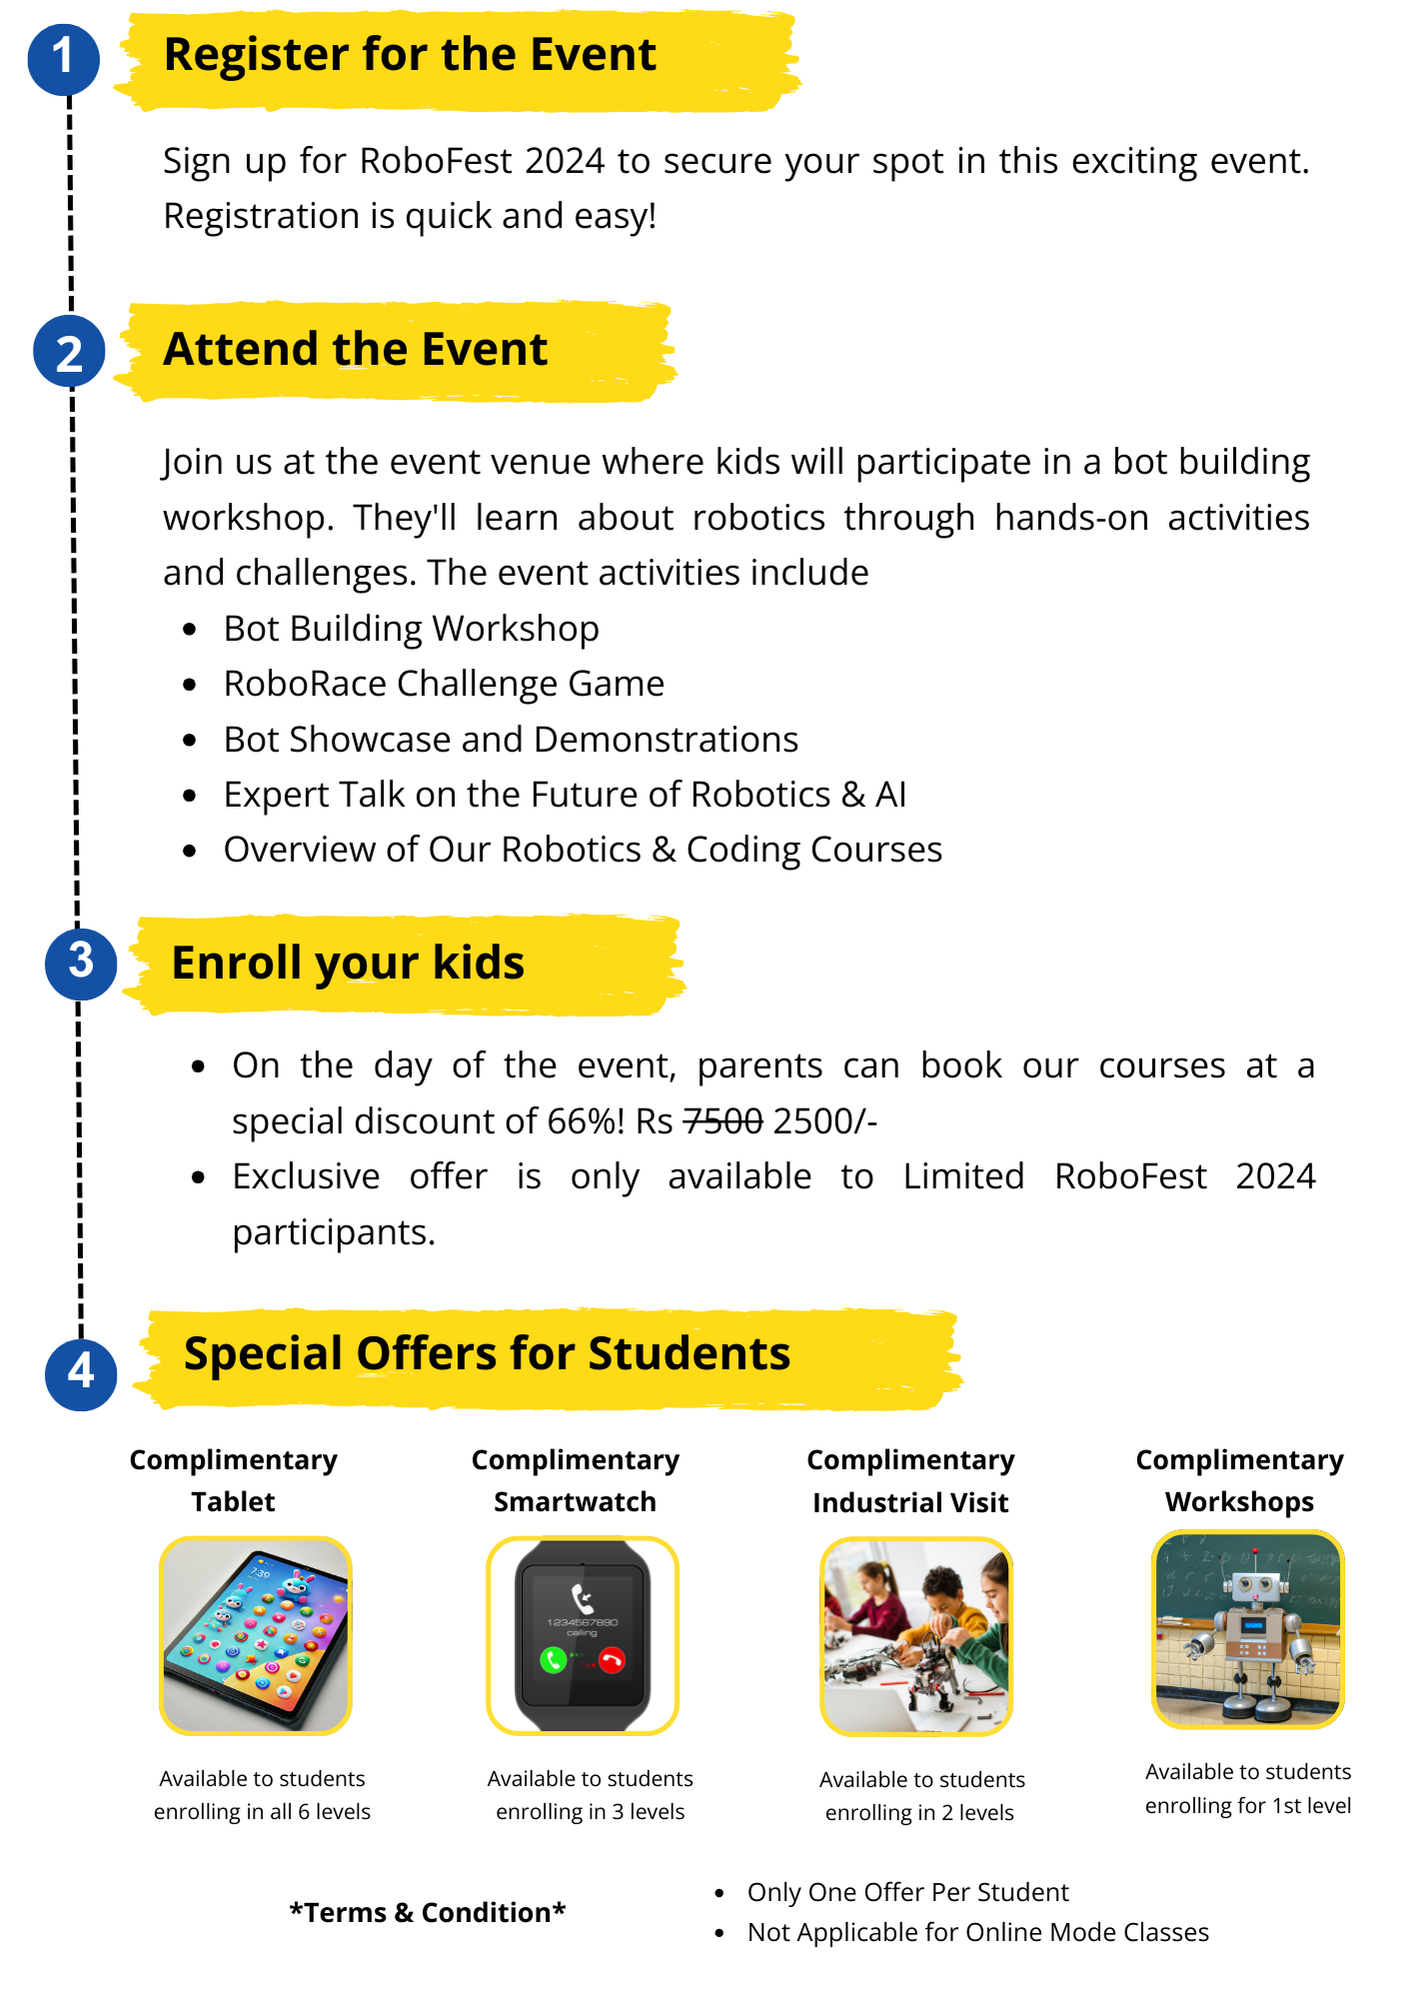 1
Register for the Event
Sign up for RoboFest 2024 to secure your spot in this exciting event.
Registration is quick and easy!
2
Attend the Event
Join us at the event venue where kids will participate in a bot building
workshop. They'll learn about robotics through hands-on activities
and challenges. The event activities include
• Bot Building Workshop
• RoboRace Challenge Game
• Bot Showcase and Demonstrations
• Expert Talk on the Future of Robotics & AI
• Overview of Our Robotics & Coding Courses
3
Enroll your kids
• On the day of the event, parents can book our courses at a
special discount of 66%! Rs 7500 2500/-
• Exclusive offer is only available to Limited RoboFest 2024
participants.
4
Special Offers for Students
Complimentary
Tablet
7:39
Available to students
enrolling in all 6 levels
Complimentary
Smartwatch
1234567890
calling
Available to students
enrolling in 3 levels
Complimentary
Industrial Visit
Available to students
enrolling in 2 levels
Complimentary
Workshops
Available to students
enrolling for 1st level
*Terms & Condition*
• Only One Offer Per Student
• Not Applicable for Online Mode Classes